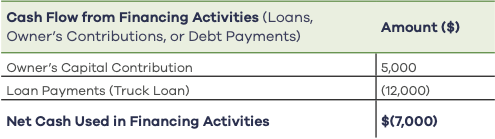 Cash Flow from Financing Activities (Loans, Owner's Contributions, or Debt Payments) Amount ($)
Owner's Capital Contribution 5,000
Loan Payments (Truck Loan) (12,000)
Net Cash Used in Financing Activities $(7,000)